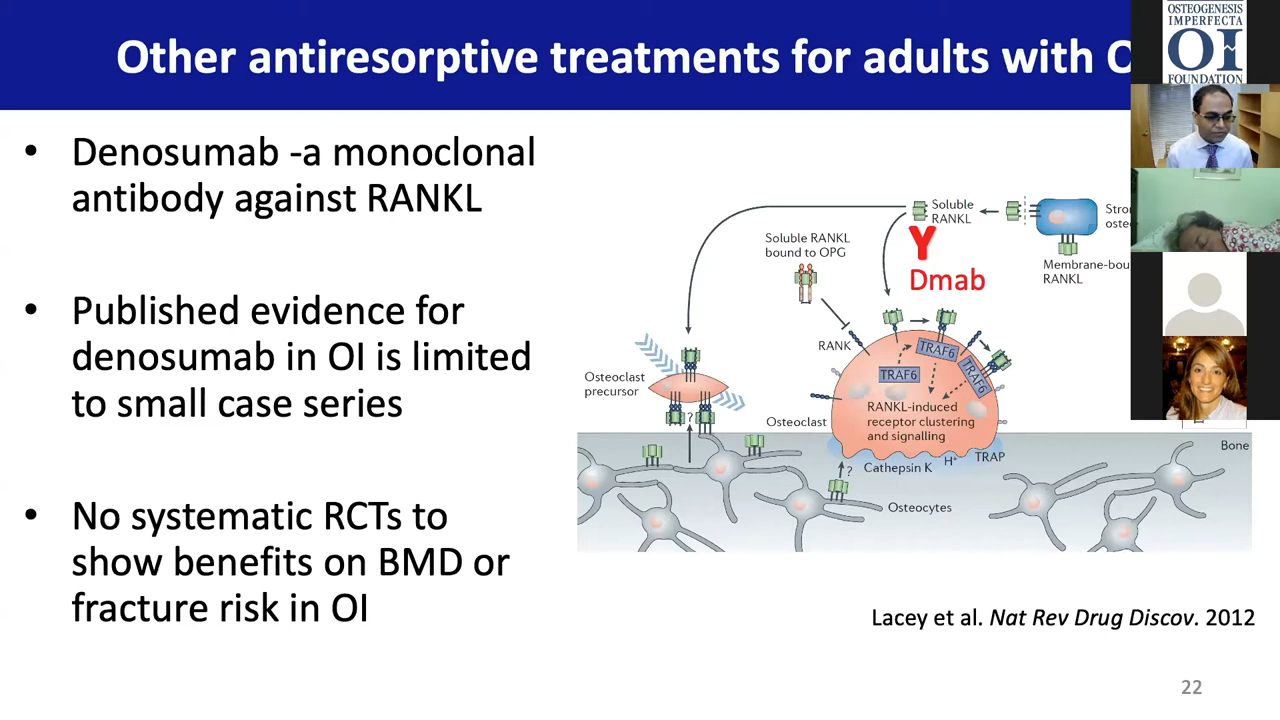 Other antiresorptive treatments for adults with O
OSTEOGENESIS
IMPERFECTA
OI
FOUNDATION
• Denosumab -a monoclonal
antibody against RANKL
• Published evidence for
denosumab in OI is limited
to small case series
• No systematic RCTs to
show benefits on BMD or
fracture risk in OI
Soluble
RANKL
Stro
oste
Soluble RANKL
bound to OPG
Y
Dmab
Membrane-bou
RANKL
RANK
TRAF6
TRAF6
TRAF6
Osteoclast
precursor
?
RANKL-induced
receptor clustering
and signalling
Osteoclast
Bone
Cathepsin K
H⁺
TRAP
?
Osteocytes
Lacey et al. Nat Rev Drug Discov. 2012
22